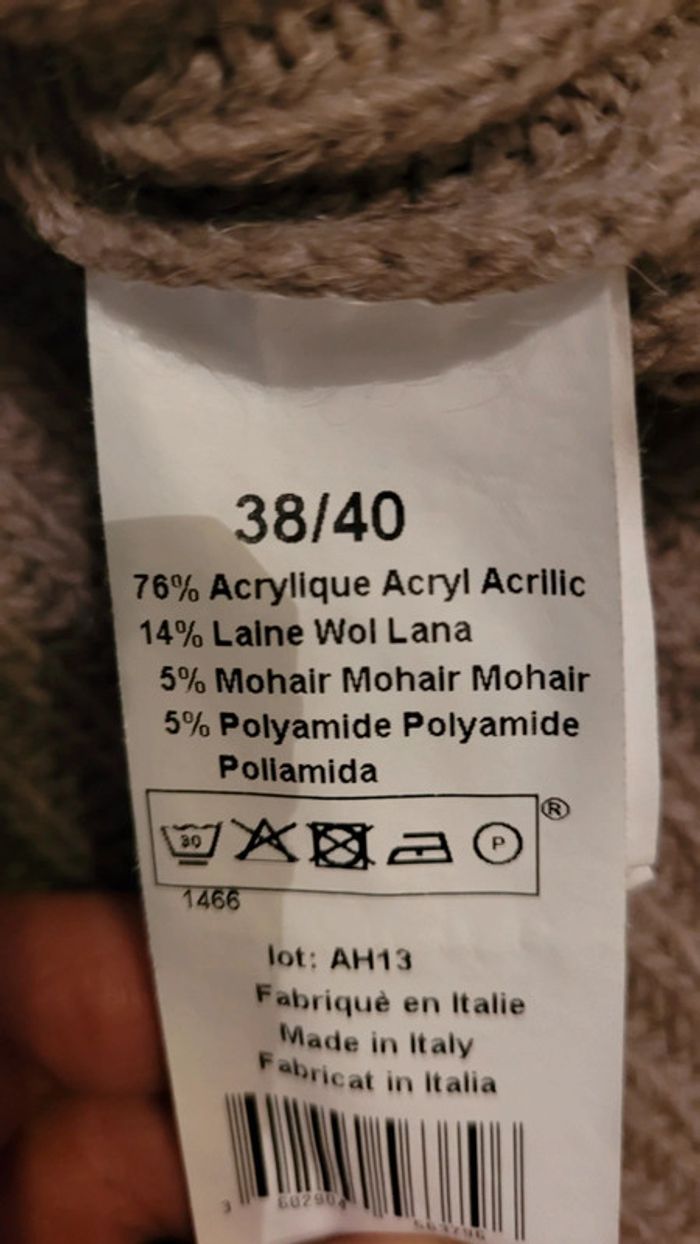 38/40
76% Acrylique Acryl Acrilic
14% Laine Wol Lana
5% Mohair Mohair Mohair
5% Polyamide Polyamide
Poliamida
30
P
®
1466
lot: AH13
Fabriquè en Italie
Made in Italy
Fabricat in Italia